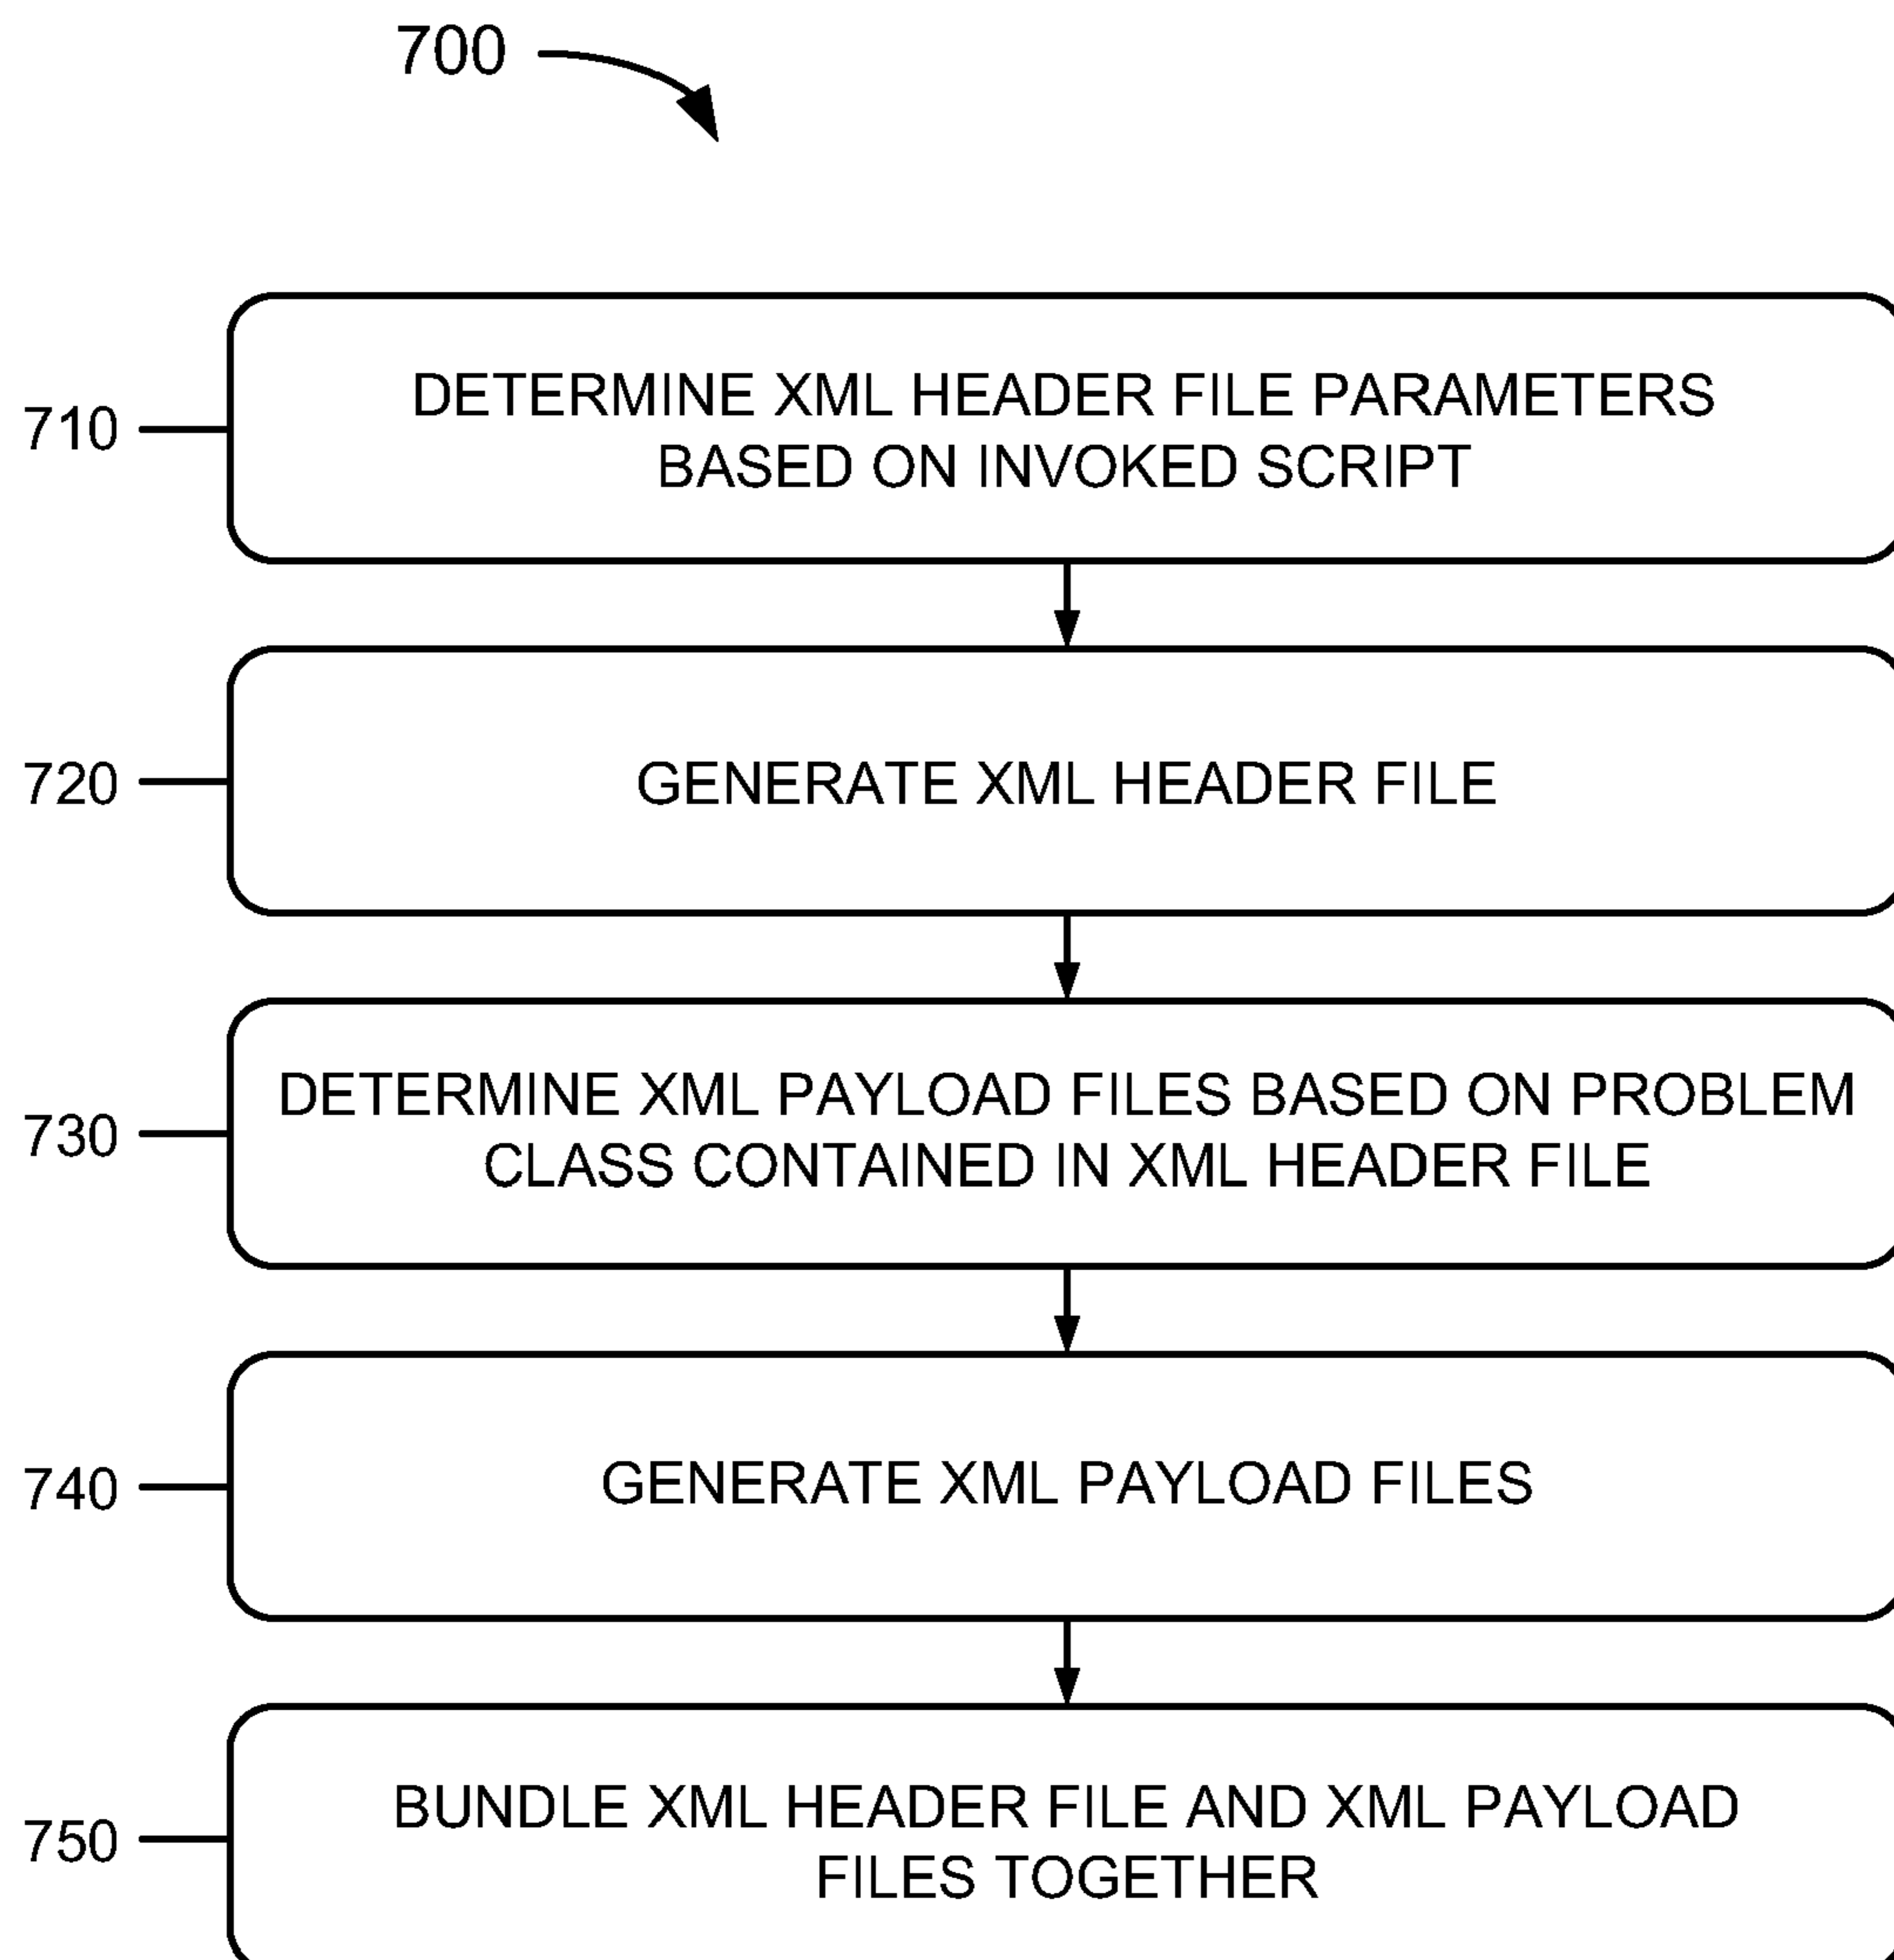 700
710
DETERMINE XML HEADER FILE PARAMETERS
BASED ON INVOKED SCRIPT
720
GENERATE XML HEADER FILE
730
DETERMINE XML PAYLOAD FILES BASED ON PROBLEM
CLASS CONTAINED IN XML HEADER FILE
740
GENERATE XML PAYLOAD FILES
750
BUNDLE XML HEADER FILE AND XML PAYLOAD
FILES TOGETHER